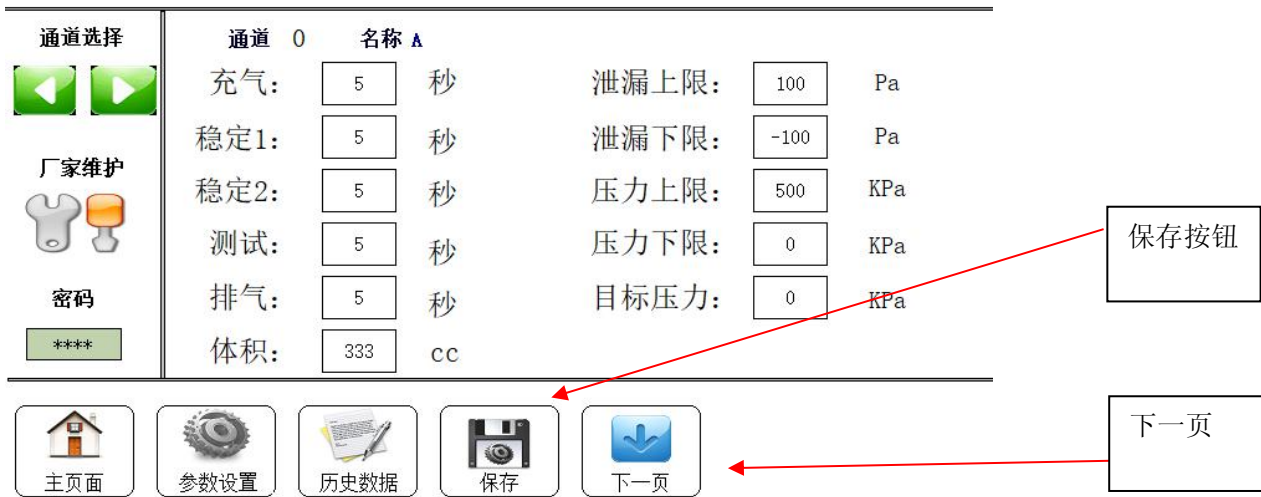 通道选择
通道 0 名称 A
充气： 5 秒 泄漏上限： 100 Pa
稳定1： 5 秒 泄漏下限： -100 Pa
厂家维护
稳定2： 5 秒 压力上限： 500 KPa
测试： 5 秒 压力下限： 0 KPa
保存按钮
密码
排气： 5 秒 目标压力： 0 KPa
****
体积： 333 cc
下一页
主页面 参数设置 历史数据 保存 下一页